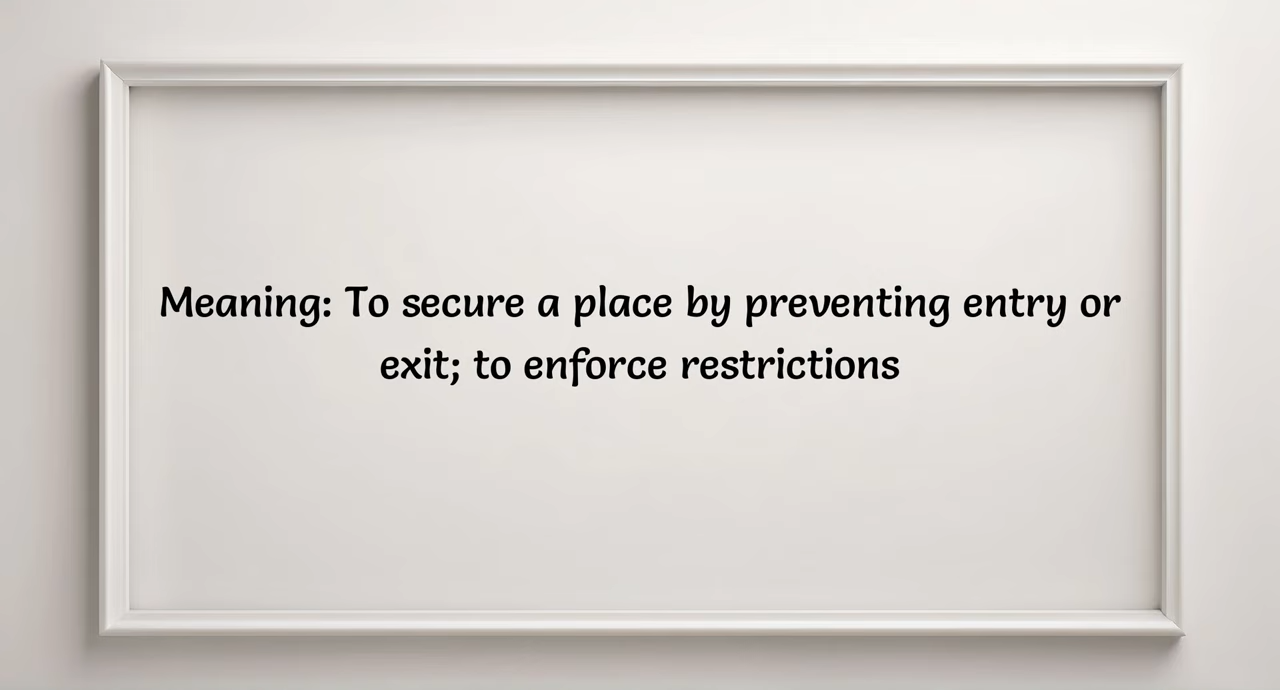 Meaning: To secure a place by preventing entry or
exit; to enforce restrictions